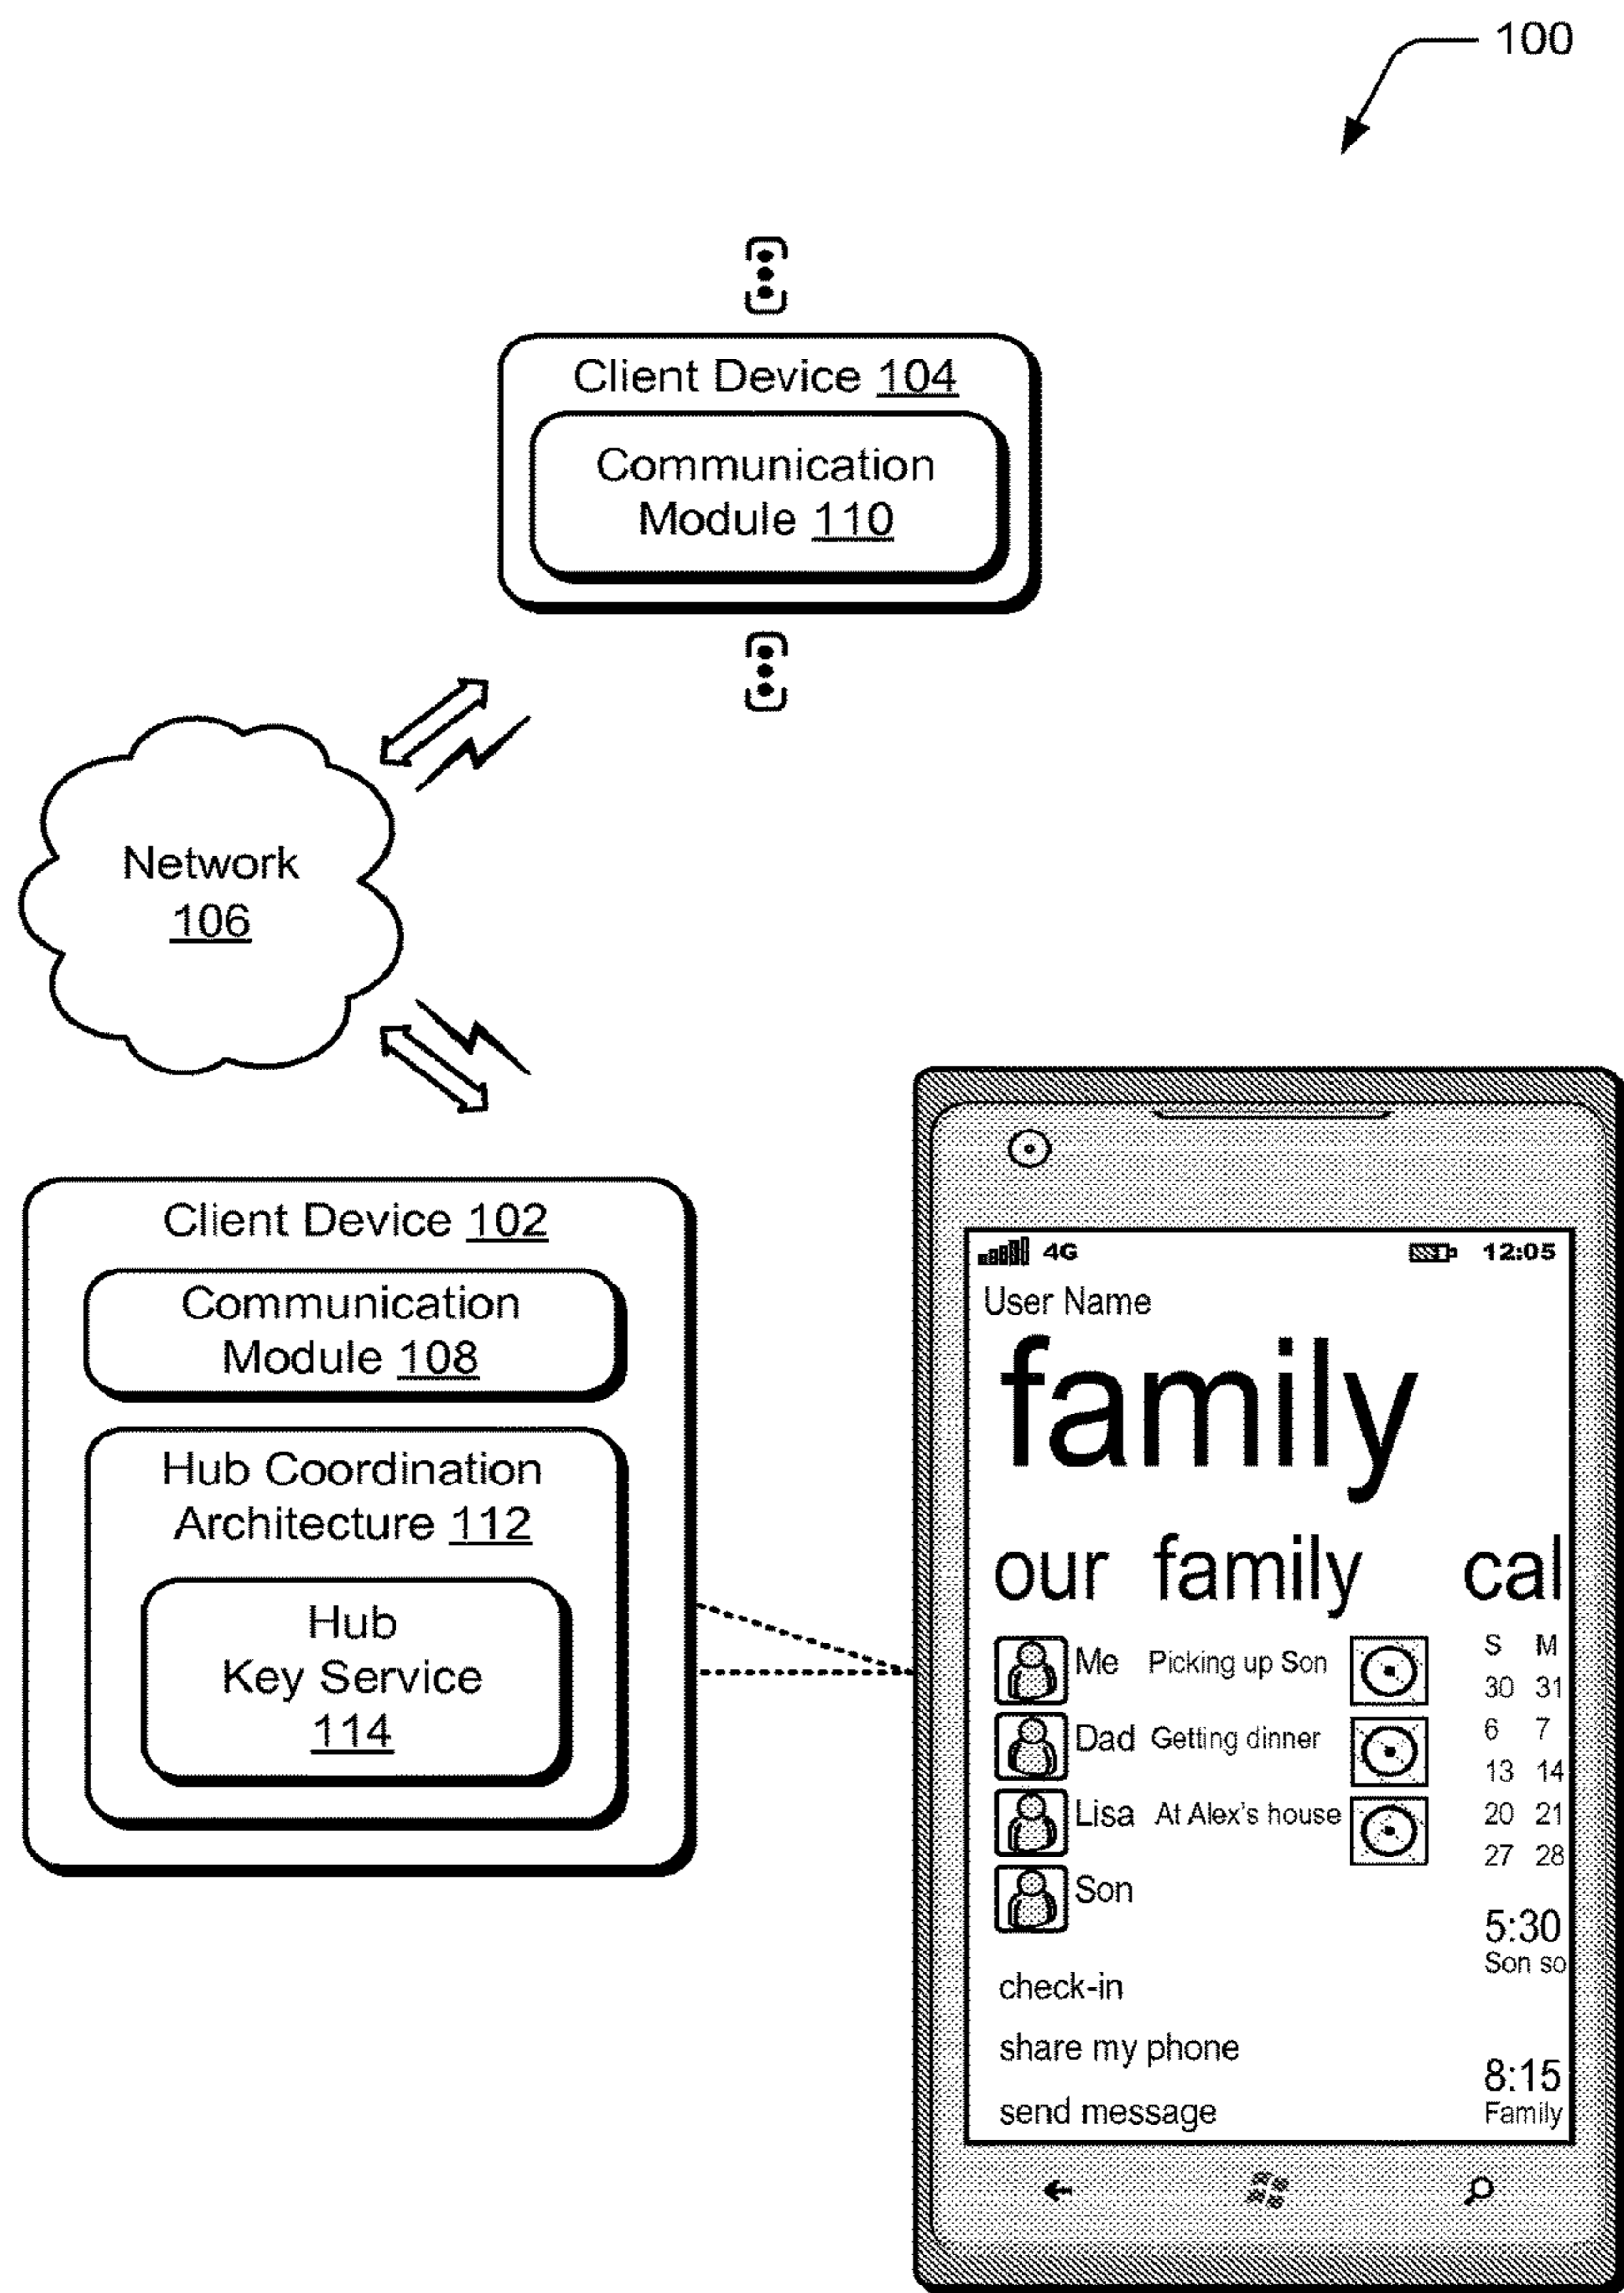 100
Client Device 104
Communication
Module 110
Network
106
Client Device 102
Communication
Module 108
Hub Coordination
Architecture 112
Hub
Key Service
114
4G 12:05
User Name
family
our family cal
Me Picking up Son
Dad Getting dinner
Lisa At Alex's house
Son
check-in
share my phone
send message
S M
30 31
6 7
13 14
20 21
27 28
5:30
Son so
8:15
Family